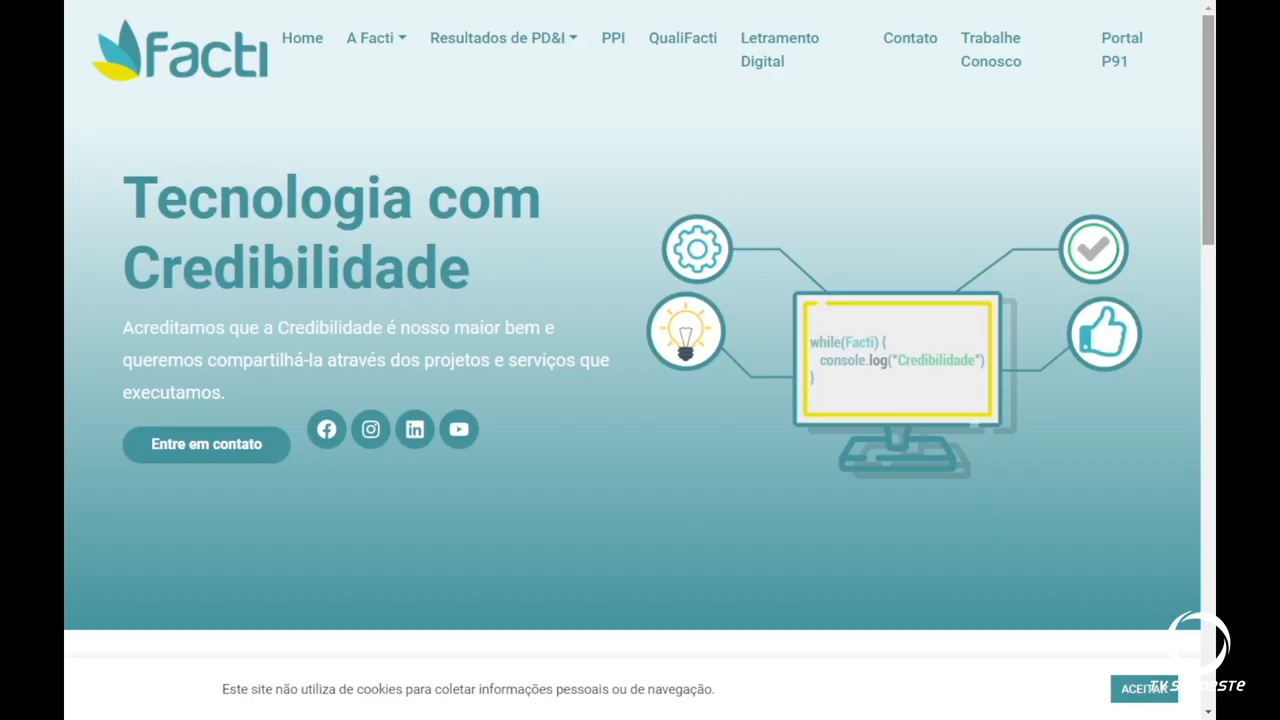 facti
Home A Facti Resultados de PD&I PPI QualiFacti Letramento Digital Contato Trabalhe Conosco Portal P91
Tecnologia com
Credibilidade
Acreditamos que a Credibilidade é nosso maior bem e
queremos compartilhá-la através dos projetos e serviços que
executamos.
Entre em contato
while(Facti) {
console.log("Credibilidade")
}
Este site não utiliza de cookies para coletar informações pessoais ou de navegação.
ACEITAR